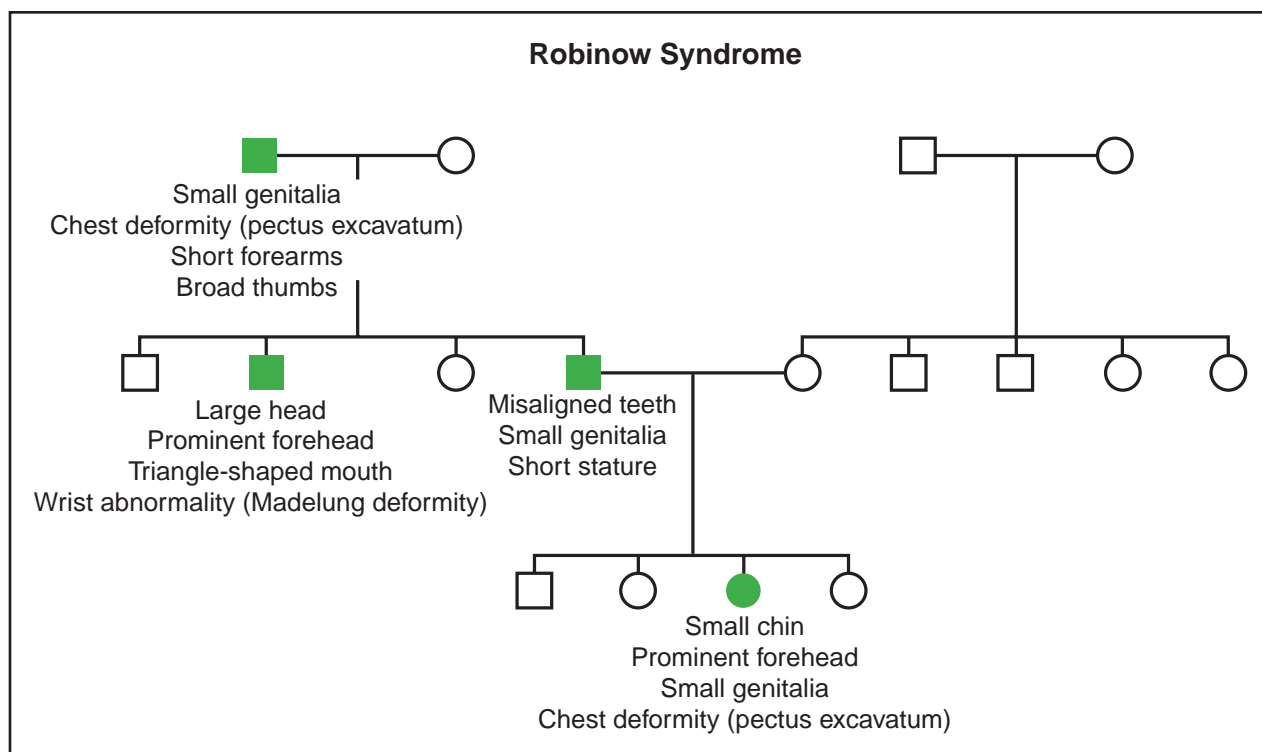 Robinow Syndrome
Small genitalia
Chest deformity (pectus excavatum)
Short forearms
Broad thumbs
Large head
Prominent forehead
Triangle-shaped mouth
Wrist abnormality (Madelung deformity)
Misaligned teeth
Small genitalia
Short stature
Small chin
Prominent forehead
Small genitalia
Chest deformity (pectus excavatum)